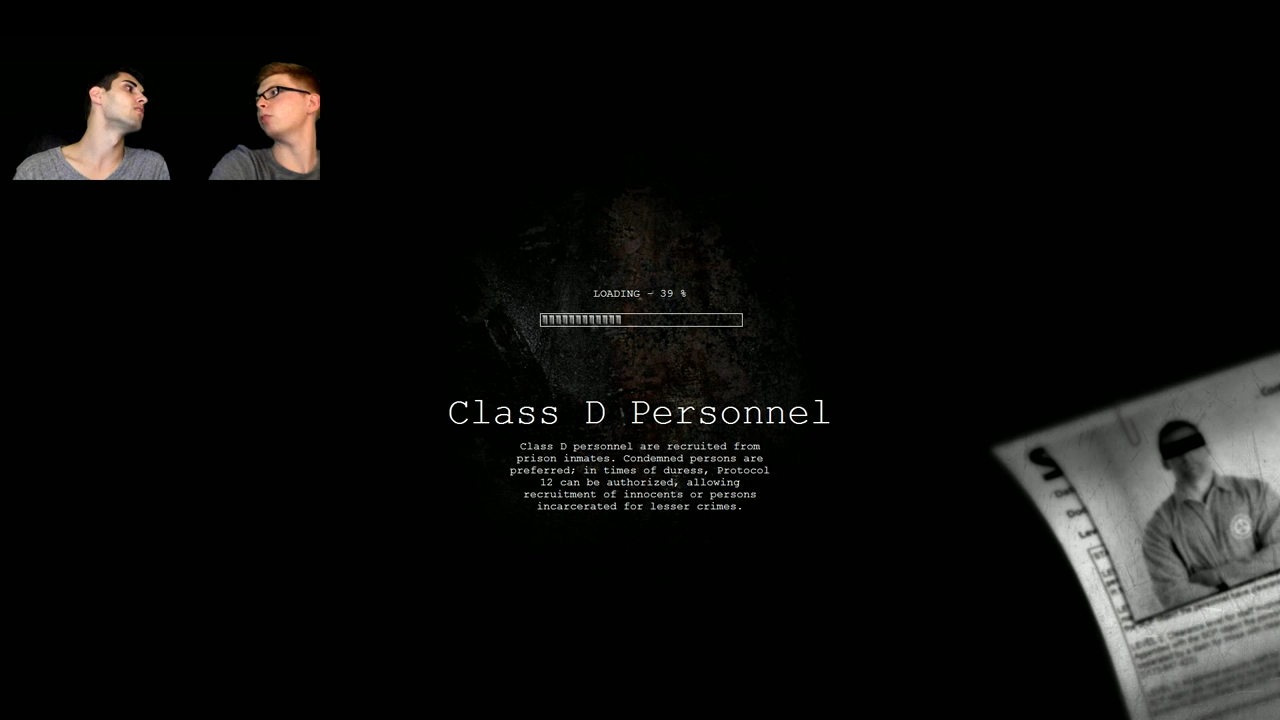 LOADING - 39 %
Class D Personnel
Class D personnel are recruited from
prison inmates. Condemned persons are
preferred; in times of duress, Protocol
12 can be authorized, allowing
recruitment of innocents or persons
incarcerated for lesser crimes.